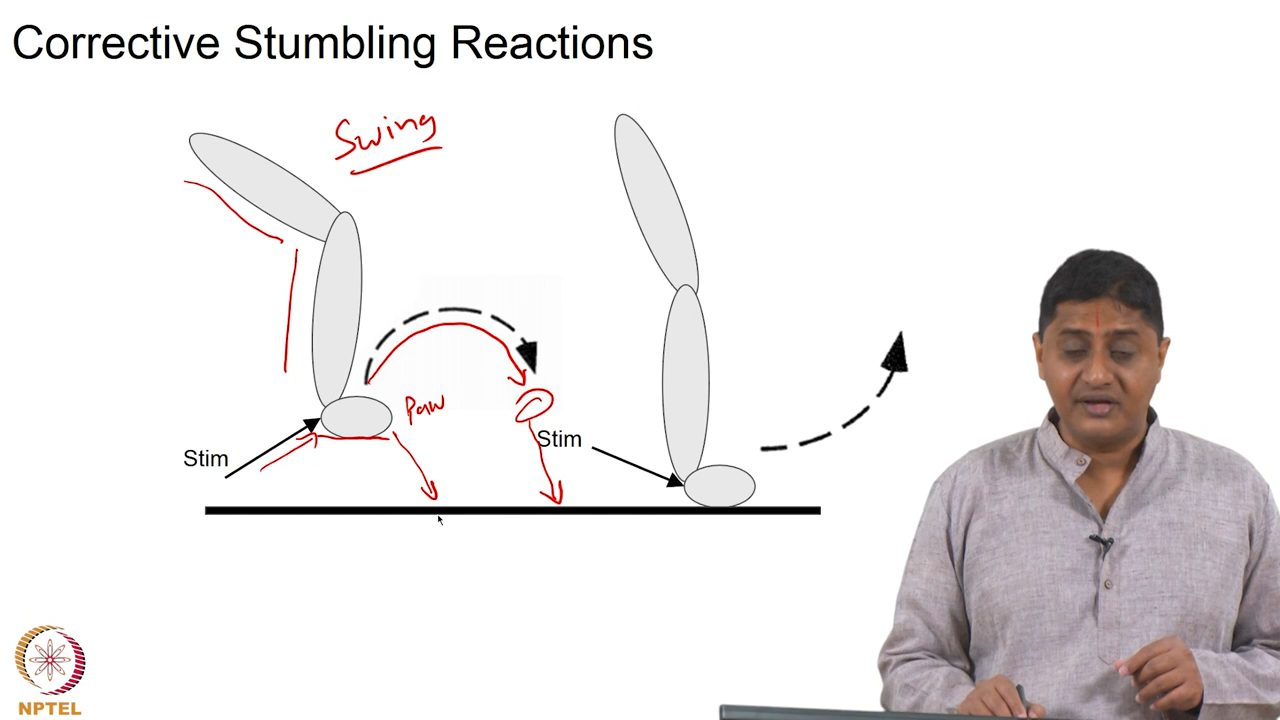 Corrective Stumbling Reactions
Swing
Paw
Stim
Stim
NPTEL